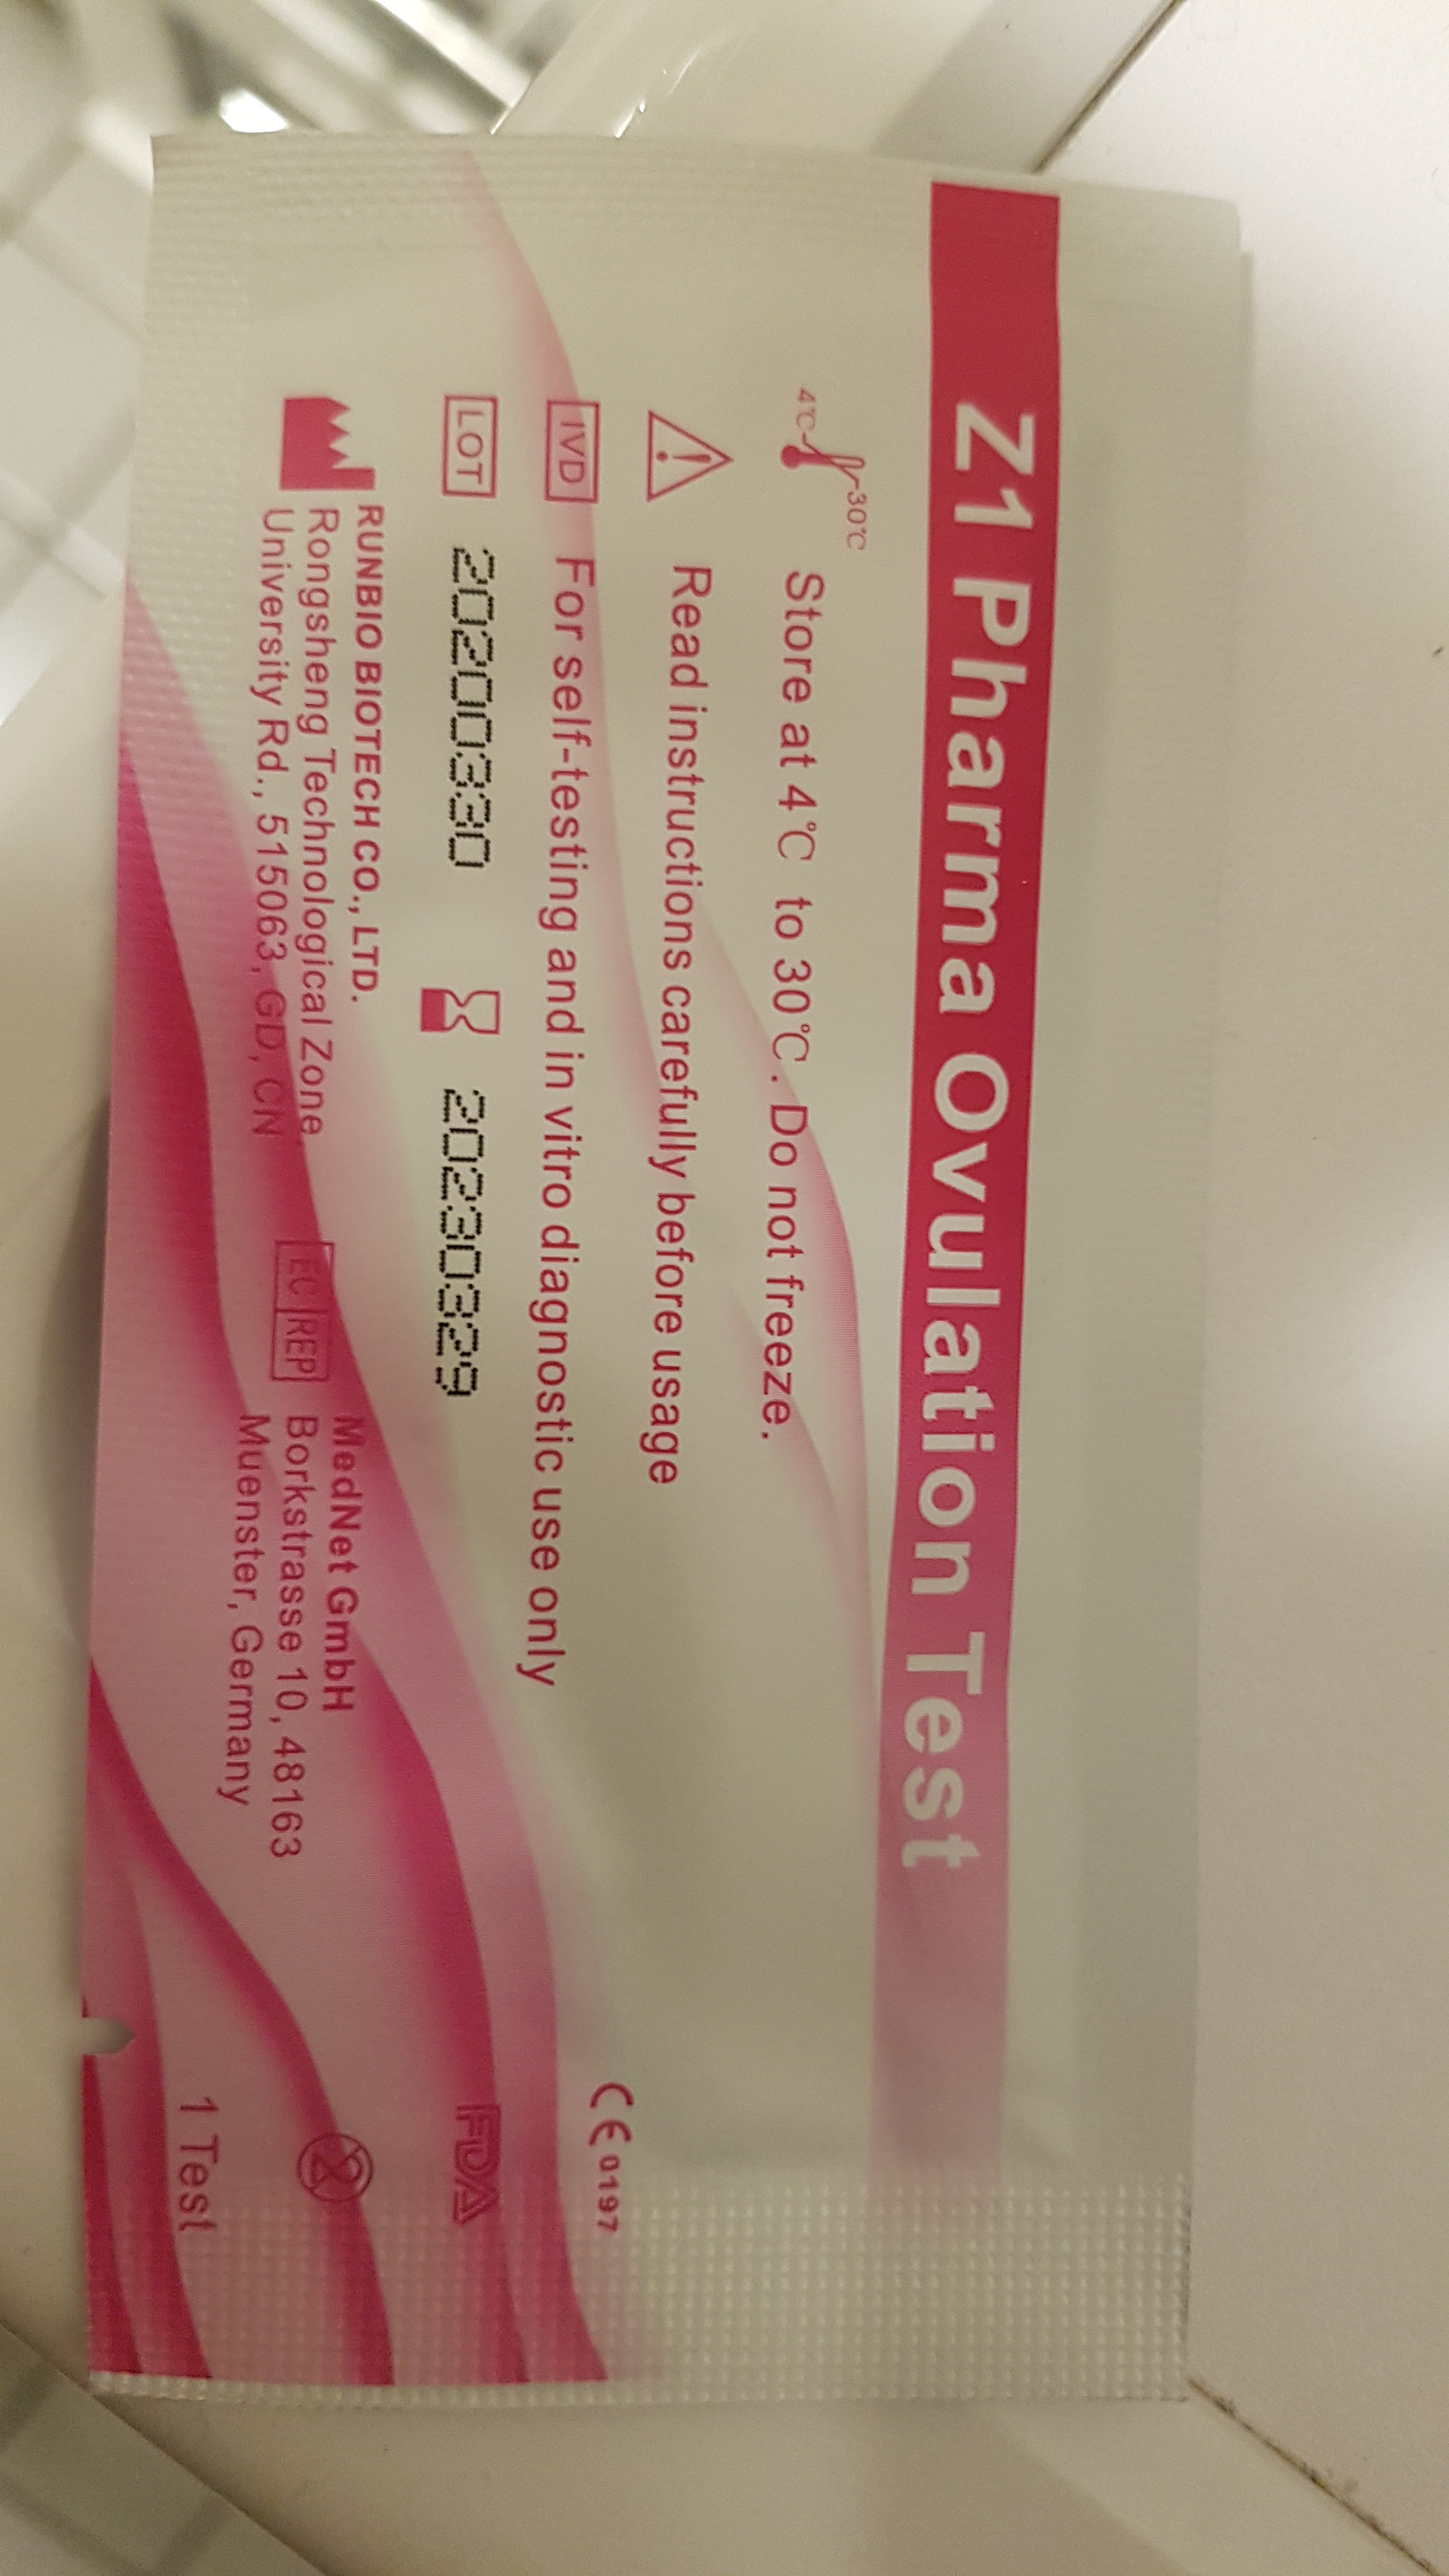 Z1 Pharma Ovulation Test
4℃ 30℃ Store at 4℃ to 30℃. Do not freeze.
Read instructions carefully before usage
IVD For self-testing and in vitro diagnostic use only
LOT 20200330 20230329
RUNBIO BIOTECH CO., LTD.
Rongsheng Technological Zone
University Rd., 515063, GD, CN
EC REP MedNet GmbH
Borkstrasse 10, 48163
Muenster, Germany
CE 0197
FDA
2
1 Test